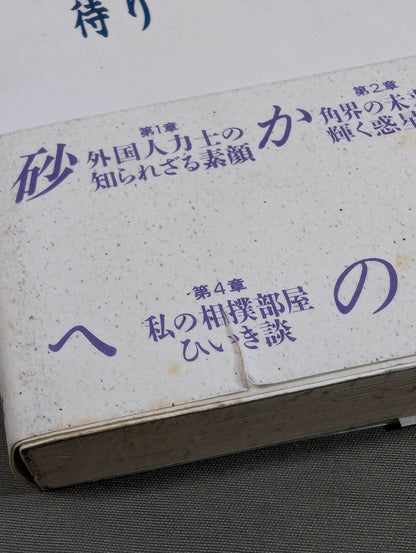 待り
砂
第1章
外国人力士の
知られざる素顔
か
第2章
角界の未
輝く惑星
へ
第4章
私の相撲部屋
ひいき談
の